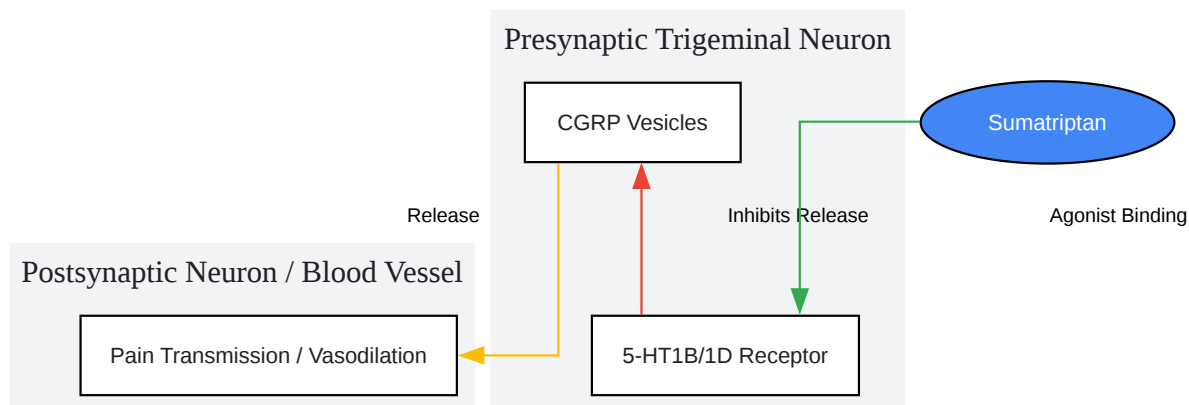 Presynaptic Trigeminal Neuron
CGRP Vesicles
Sumatriptan
Release
Inhibits Release
Agonist Binding
Postsynaptic Neuron / Blood Vessel
Pain Transmission / Vasodilation
5-HT1B/1D Receptor